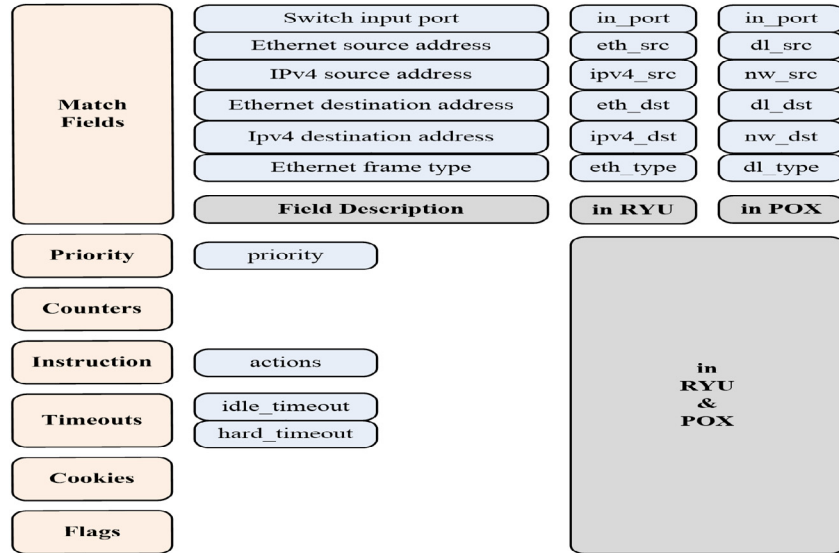 Switch input port in_port in_port
Ethernet source address eth_src dl_src
IPv4 source address ipv4_src nw_src
Match
Fields
Ethernet destination address eth_dst dl_dst
Ipv4 destination address ipv4_dst nw_dst
Ethernet frame type eth_type dl_type
Field Description in RYU in POX
Priority priority
Counters
Instruction actions
in
RYU
&
POX
Timeouts
idle_timeout
hard_timeout
Cookies
Flags